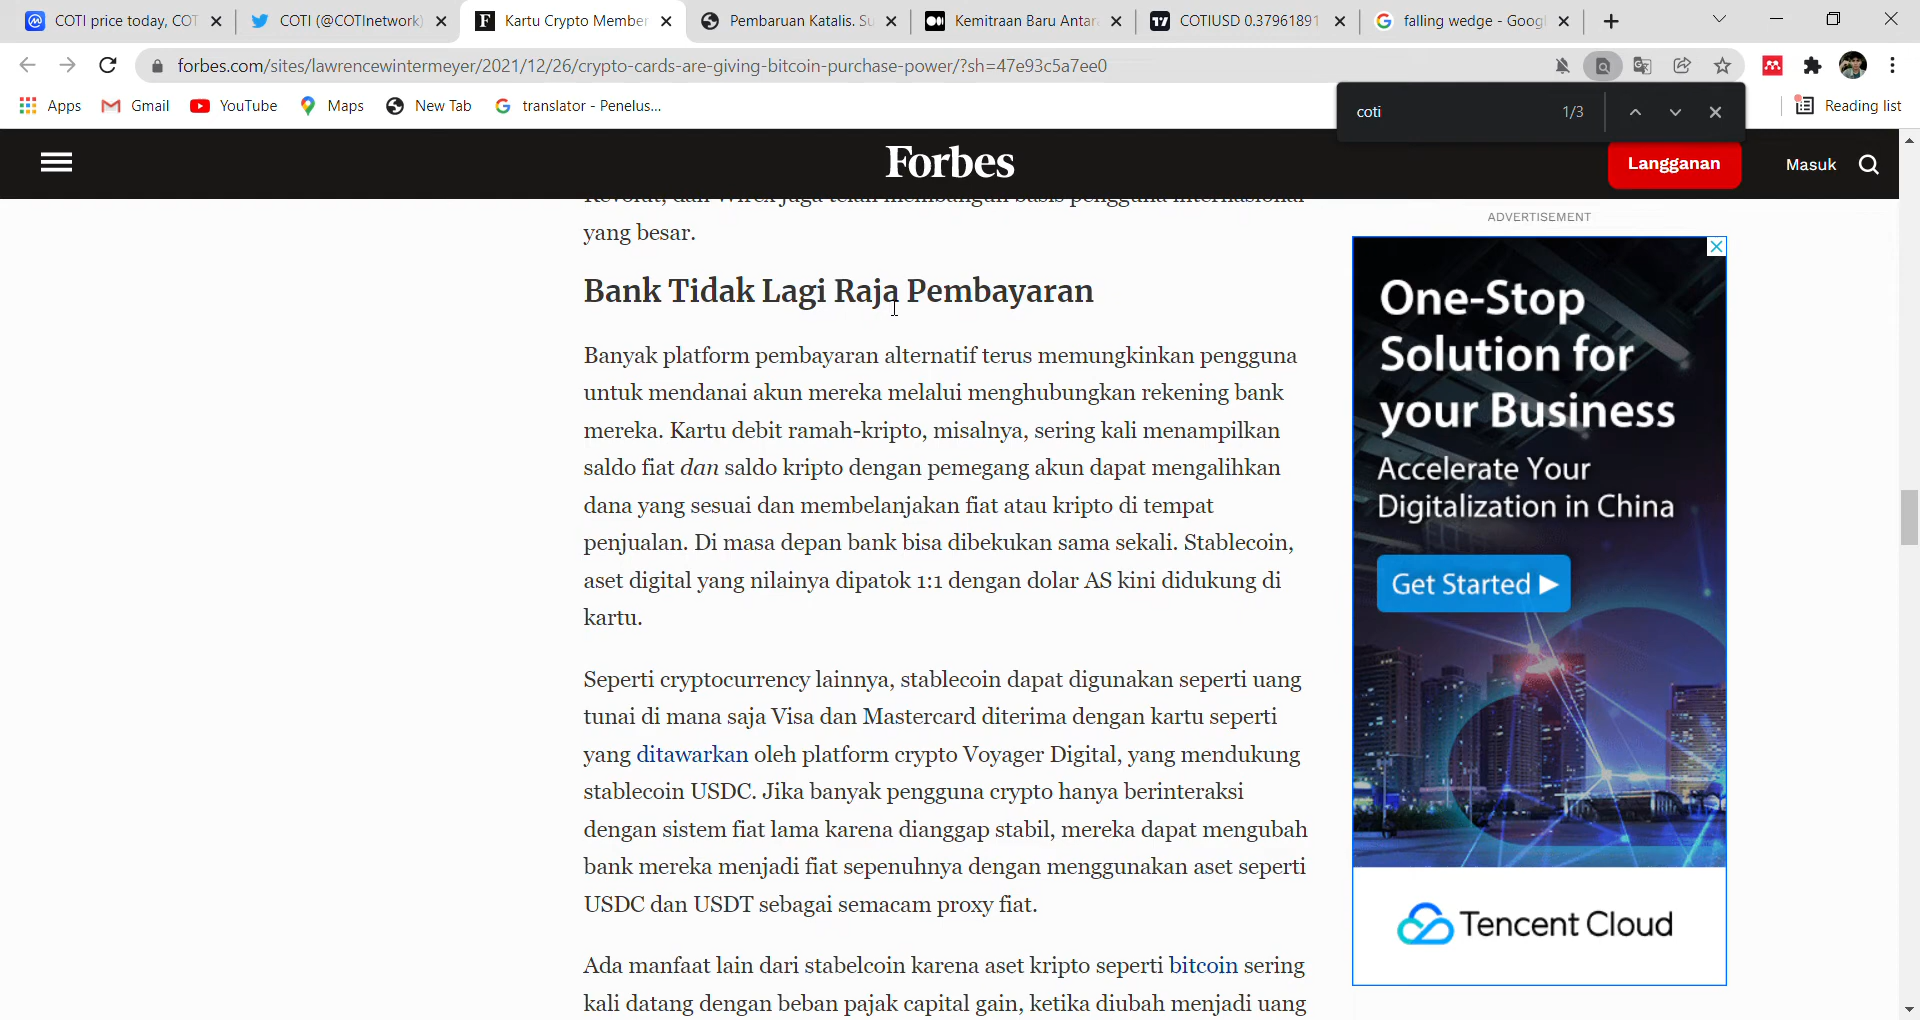 COTI price today, COT
COTI (@COTInetwork)
Kartu Crypto Member
Pembaruan Katalis. Su
Kemitraan Baru Antar
COTIUSD 0.37961891
falling wedge - Googl
forbes.com/sites/lawrencewintermeyer/2021/12/26/crypto-cards-are-giving-bitcoin-purchase-power/?sh=47e93c5a7ee0
Apps
Gmail
YouTube
Maps
New Tab
translator - Penelus...
coti 1/3
Reading list
Forbes
Langganan
Masuk
Revolut, dan Wirex juga telah membangun basis pengguna internasional
yang besar.
Bank Tidak Lagi Raja Pembayaran
Banyak platform pembayaran alternatif terus memungkinkan pengguna
untuk mendanai akun mereka melalui menghubungkan rekening bank
mereka. Kartu debit ramah-kripto, misalnya, sering kali menampilkan
saldo fiat dan saldo kripto dengan pemegang akun dapat mengalihkan
dana yang sesuai dan membelanjakan fiat atau kripto di tempat
penjualan. Di masa depan bank bisa dibekukan sama sekali. Stablecoin,
aset digital yang nilainya dipatok 1:1 dengan dolar AS kini didukung di
kartu.
Seperti cryptocurrency lainnya, stablecoin dapat digunakan seperti uang
tunai di mana saja Visa dan Mastercard diterima dengan kartu seperti
yang ditawarkan oleh platform crypto Voyager Digital, yang mendukung
stablecoin USDC. Jika banyak pengguna crypto hanya berinteraksi
dengan sistem fiat lama karena dianggap stabil, mereka dapat mengubah
bank mereka menjadi fiat sepenuhnya dengan menggunakan aset seperti
USDC dan USDT sebagai semacam proxy fiat.
Ada manfaat lain dari stabelcoin karena aset kripto seperti bitcoin sering
kali datang dengan beban pajak capital gain, ketika diubah menjadi uang
ADVERTISEMENT
One-Stop
Solution for
your Business
Accelerate Your
Digitalization in China
Get Started
Tencent Cloud